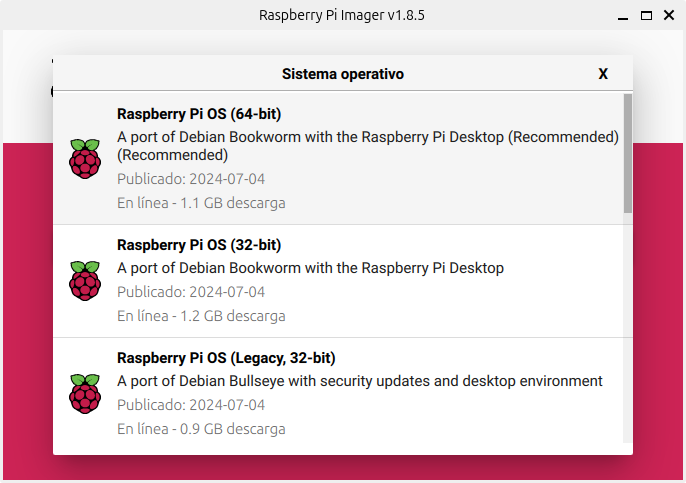 Raspberry Pi Imager v1.8.5
Sistema operativo
X
Raspberry Pi OS (64-bit)
A port of Debian Bookworm with the Raspberry Pi Desktop (Recommended)
(Recommended)
Publicado: 2024-07-04
En línea - 1.1 GB descarga
Raspberry Pi OS (32-bit)
A port of Debian Bookworm with the Raspberry Pi Desktop
Publicado: 2024-07-04
En línea - 1.2 GB descarga
Raspberry Pi OS (Legacy, 32-bit)
A port of Debian Bullseye with security updates and desktop environment
Publicado: 2024-07-04
En línea - 0.9 GB descarga